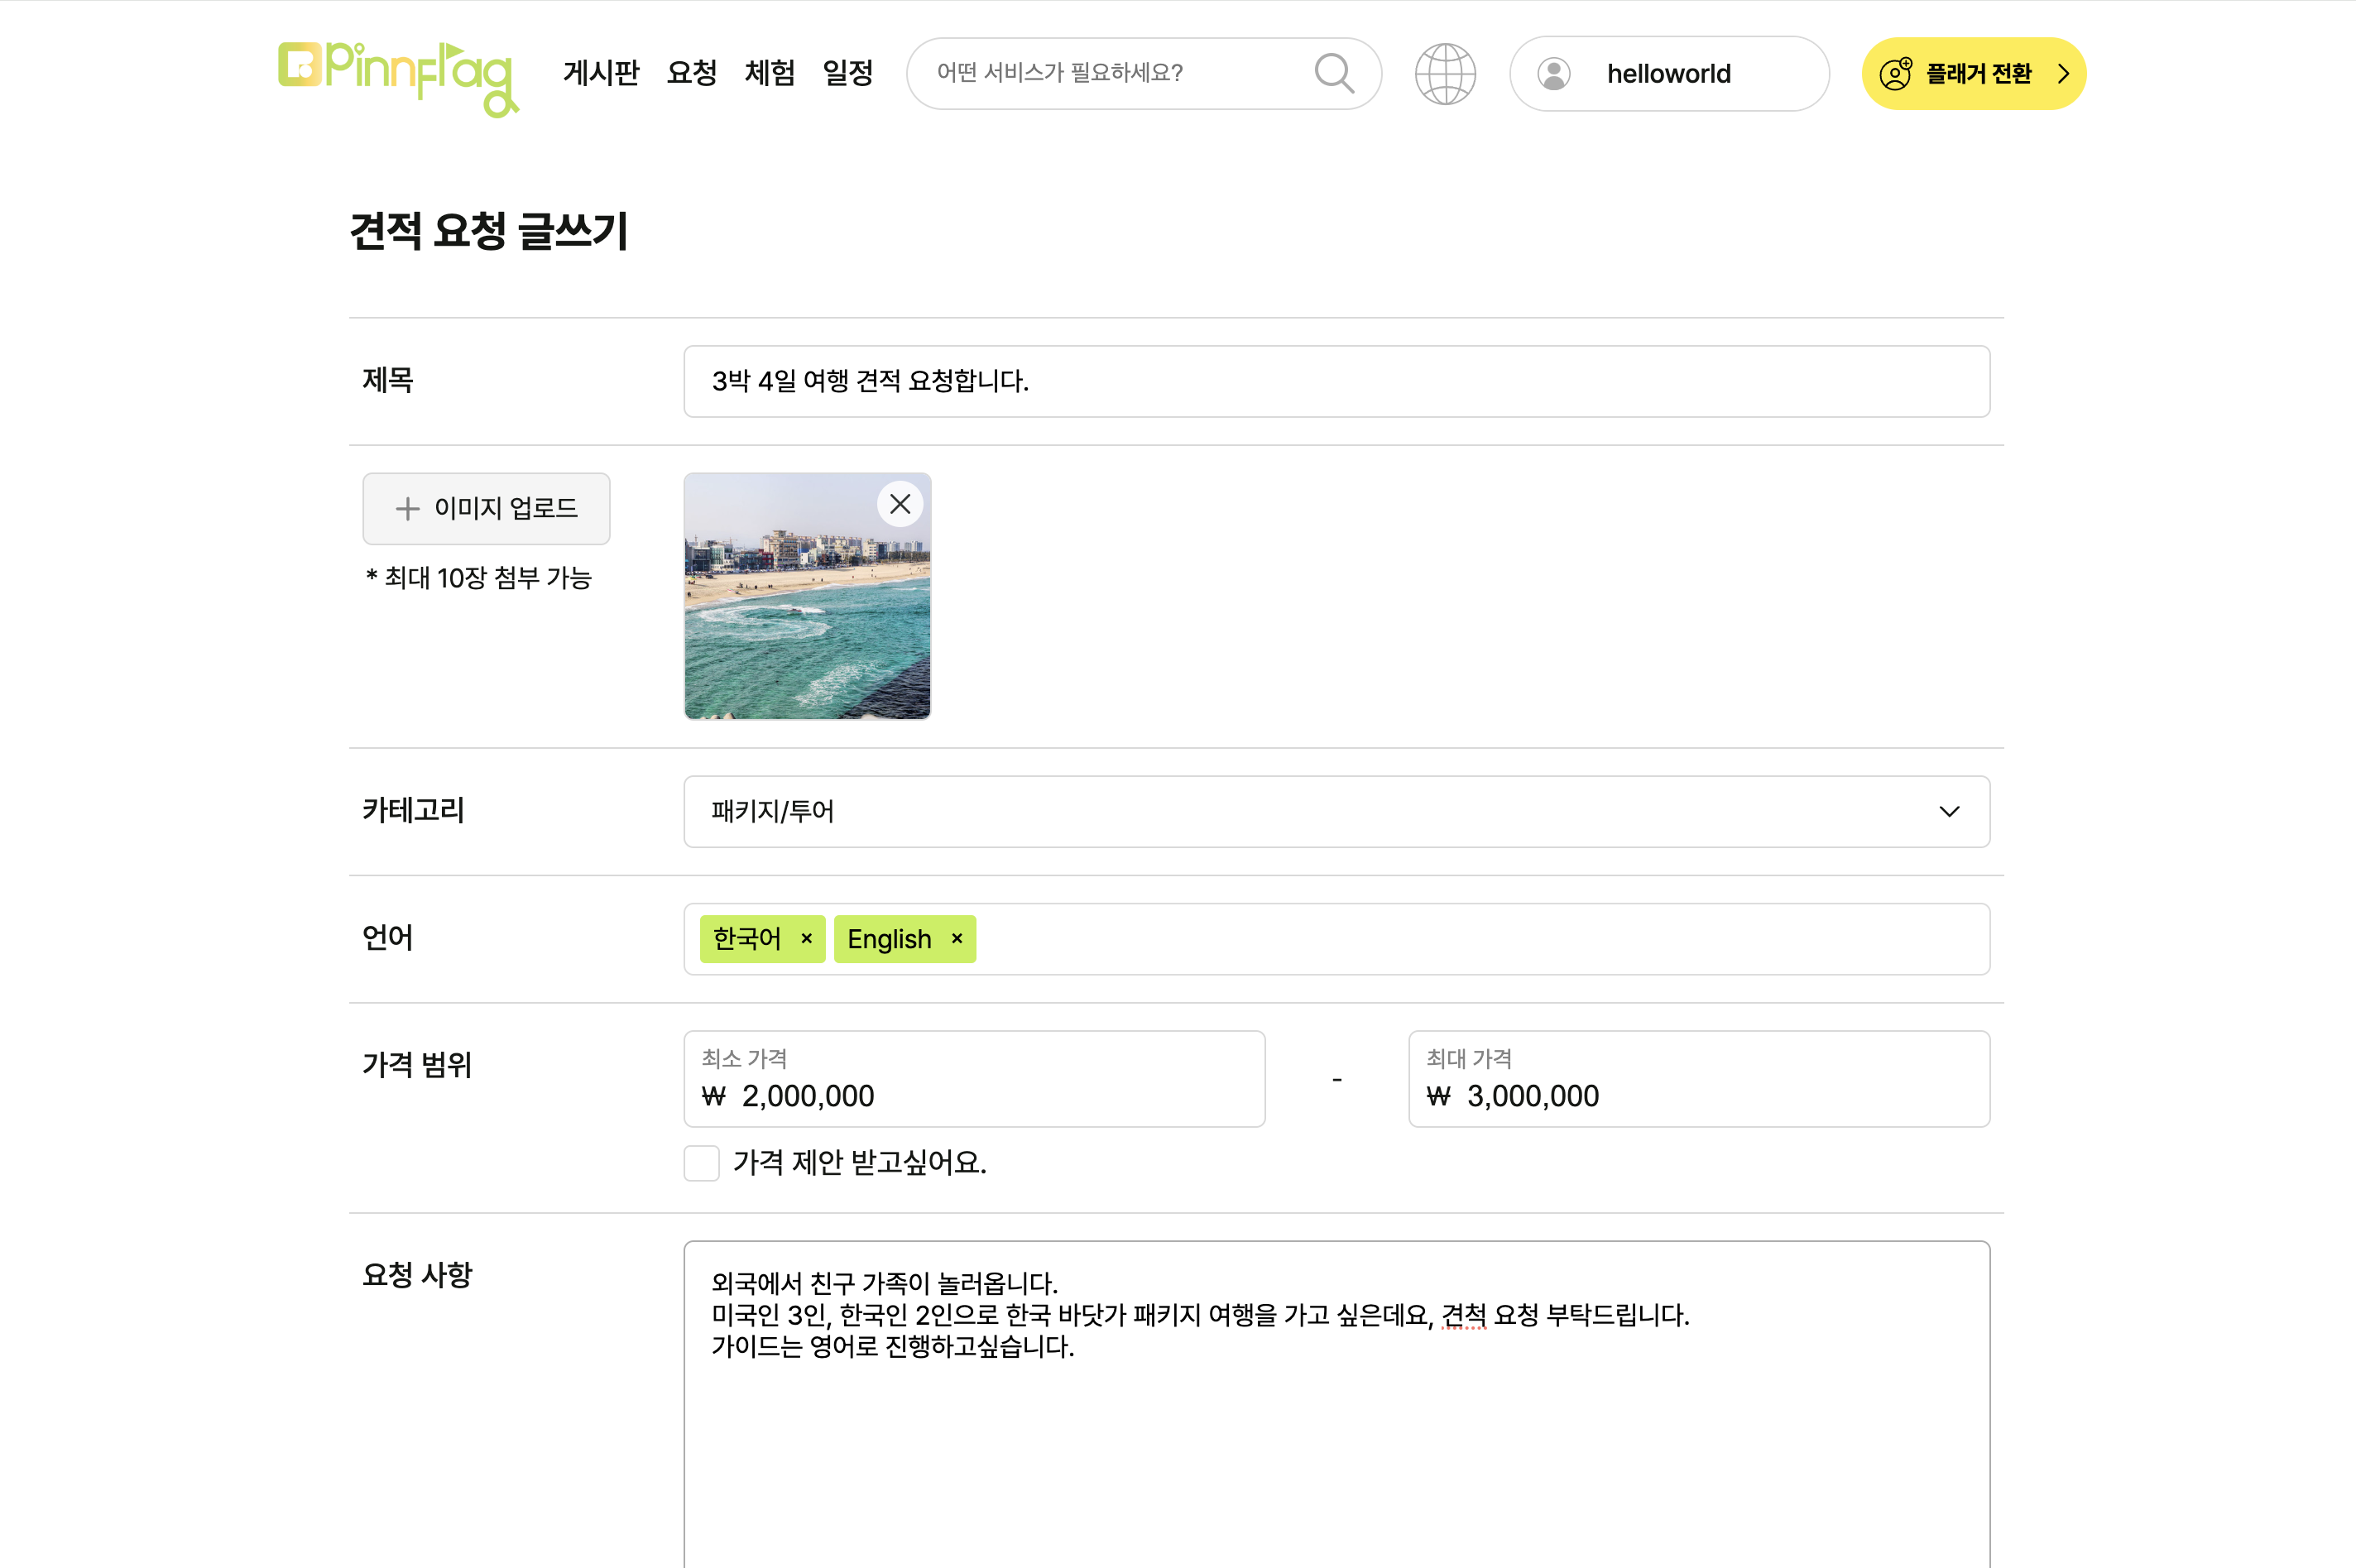 Pinnflag
게시판 요청 체험 일정
어떤 서비스가 필요하세요?
helloworld
플래거 전환
견적 요청 글쓰기
제목
3박 4일 여행 견적 요청합니다.
이미지 업로드
* 최대 10장 첨부 가능
카테고리
패키지/투어
언어
한국어 ×
English ×
가격 범위
최소 가격
₩ 2,000,000
-
최대 가격
₩ 3,000,000
가격 제안 받고싶어요.
요청 사항
외국에서 친구 가족이 놀러옵니다.
미국인 3인, 한국인 2인으로 한국 바닷가 패키지 여행을 가고 싶은데요, 견척 요청 부탁드립니다.
가이드는 영어로 진행하고싶습니다.